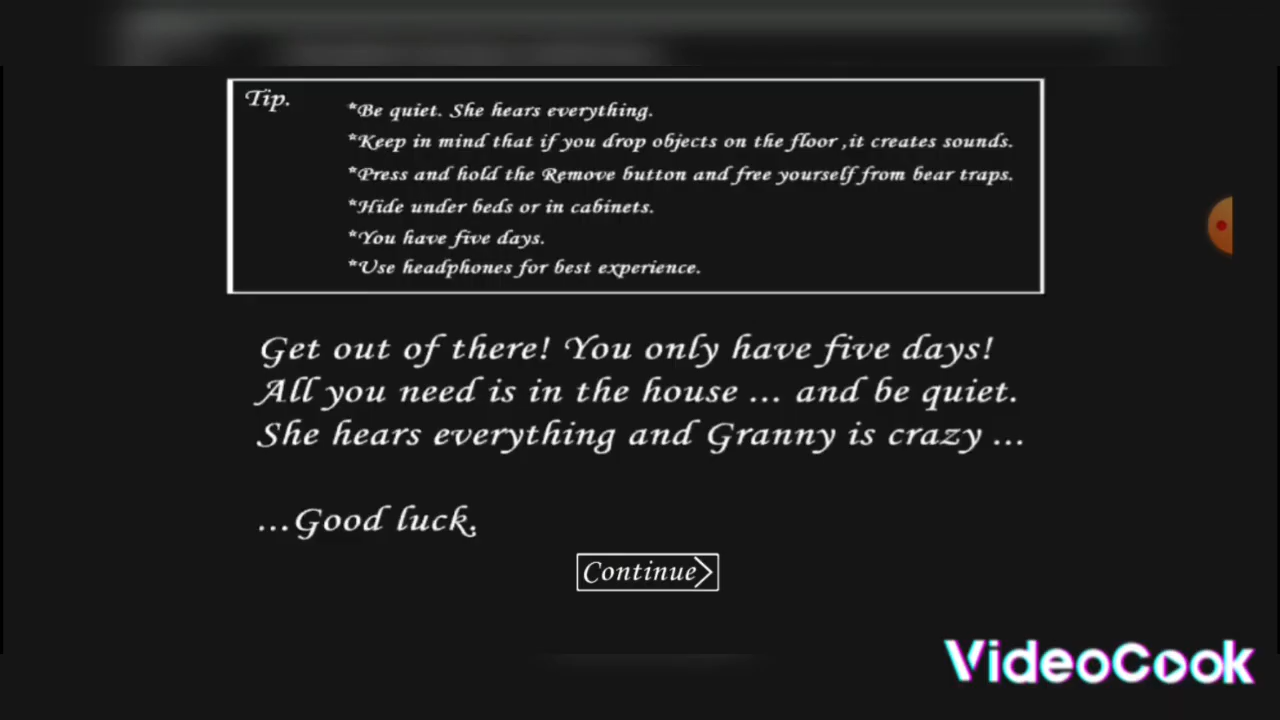 Tip.
*Be quiet. She hears everything.
*Keep in mind that if you drop objects on the floor ,it creates sounds.
*Press and hold the Remove button and free yourself from bear traps.
*Hide under beds or in cabinets.
*You have five days.
*Use headphones for best experience.
Get out of there! You only have five days!
All you need is in the house ... and be quiet.
She hears everything and Granny is crazy ...
...Good luck.
Continue
VideoCook